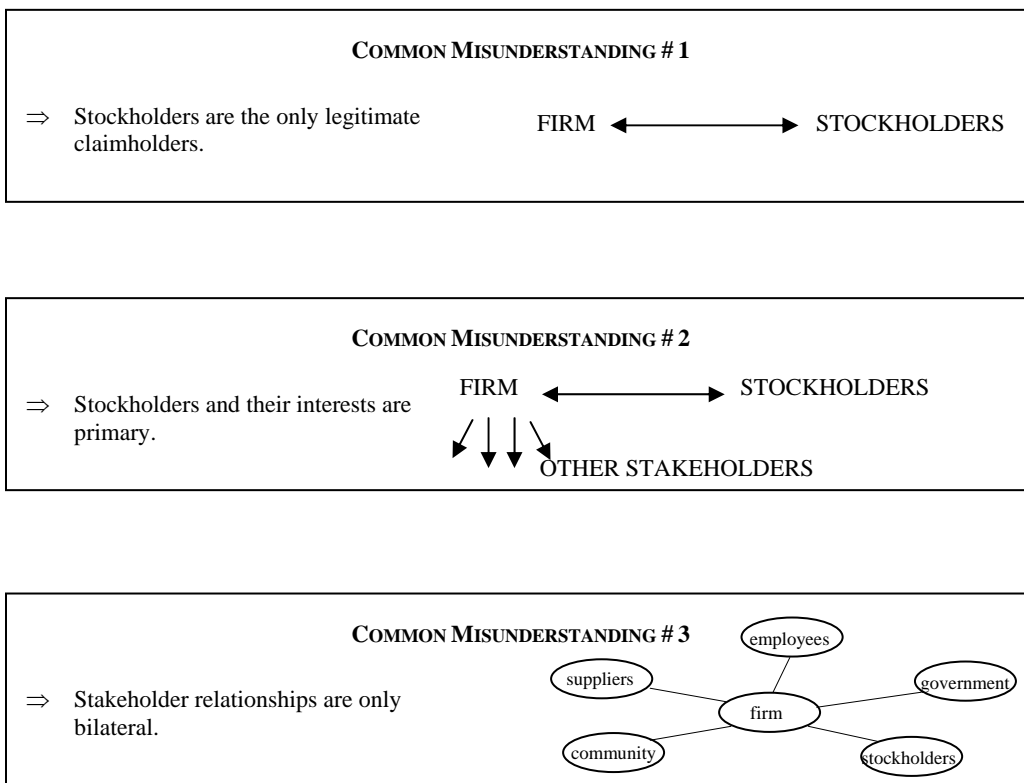 COMMON MISUNDERSTANDING # 1
⇒ Stockholders are the only legitimate
claimholders.
FIRM STOCKHOLDERS
COMMON MISUNDERSTANDING # 2
FIRM STOCKHOLDERS
⇒ Stockholders and their interests are
primary.
OTHER STAKEHOLDERS
COMMON MISUNDERSTANDING # 3
⇒ Stakeholder relationships are only
bilateral.
employees
suppliers
government
firm
community
stockholders